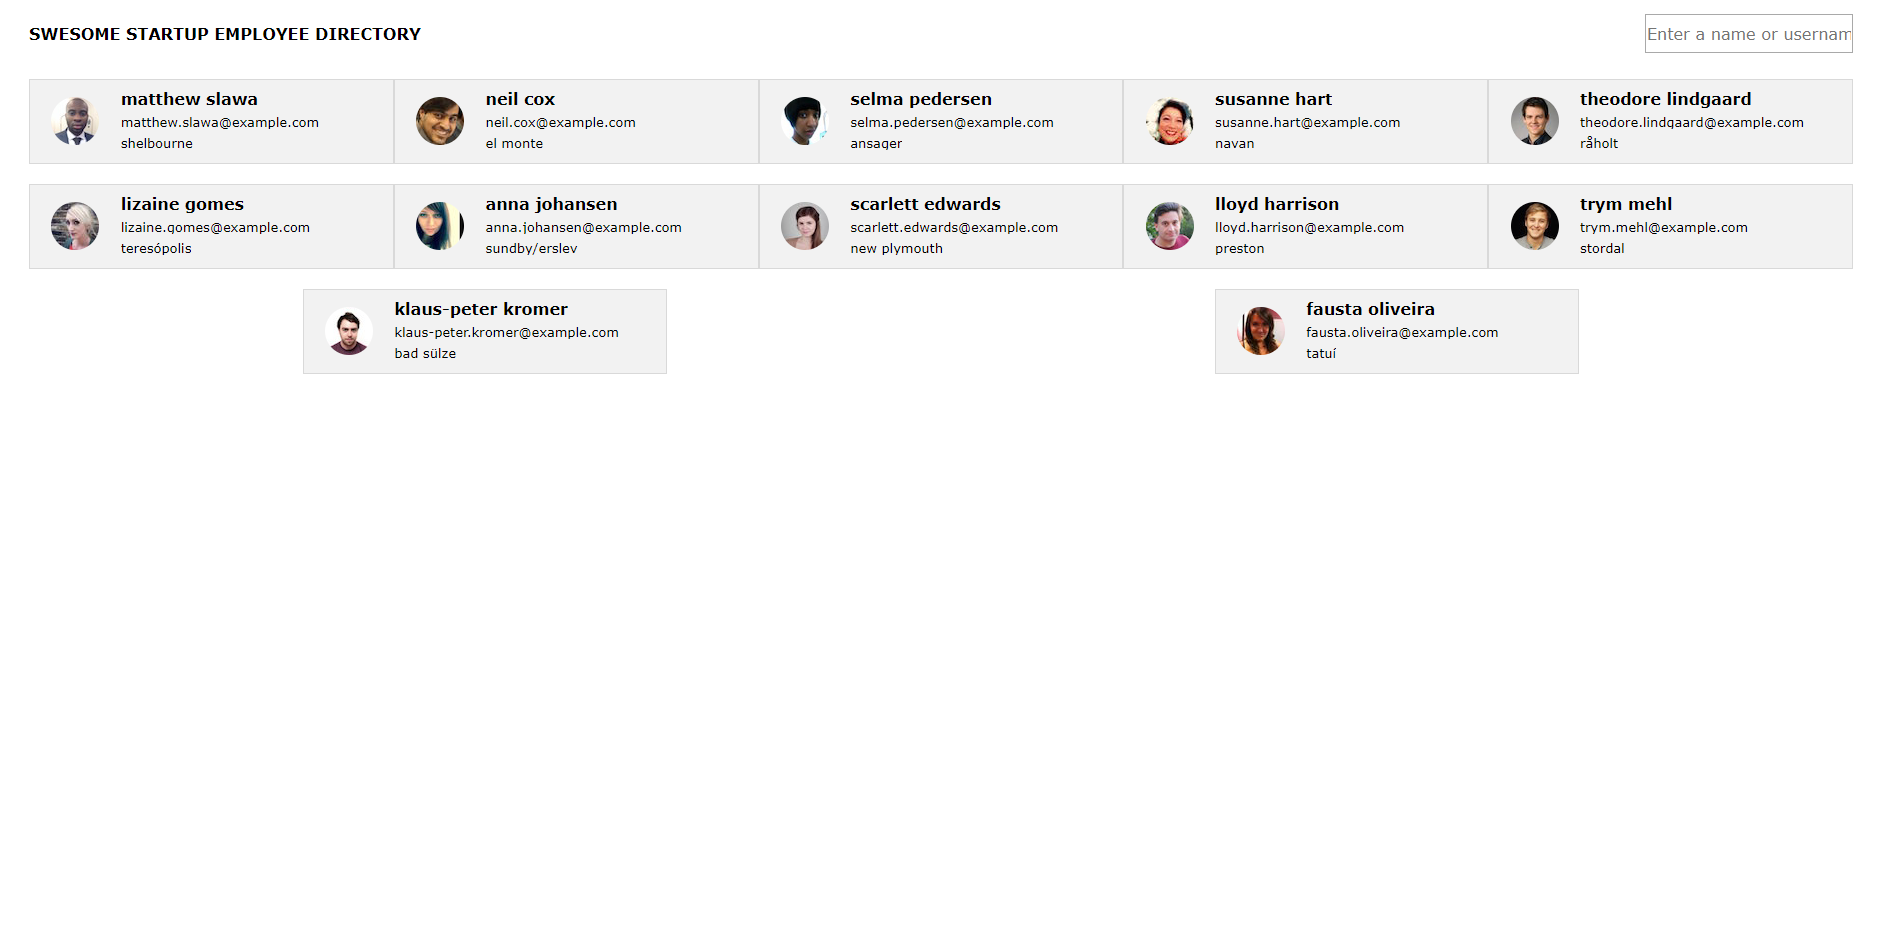 SWESOME STARTUP EMPLOYEE DIRECTORY
Enter a name or usernam
matthew slawa
matthew.slawa@example.com
shelbourne
neil cox
neil.cox@example.com
el monte
selma pedersen
selma.pedersen@example.com
ansager
susanne hart
susanne.hart@example.com
navan
theodore lindgaard
theodore.lindgaard@example.com
råholt
lizaine gomes
lizaine.gomes@example.com
teresópolis
anna johansen
anna.johansen@example.com
sundby/erslev
scarlett edwards
scarlett.edwards@example.com
new plymouth
lloyd harrison
lloyd.harrison@example.com
preston
trym mehl
trym.mehl@example.com
stordal
klaus-peter kromer
klaus-peter.kromer@example.com
bad sülze
fausta oliveira
fausta.oliveira@example.com
tatuí